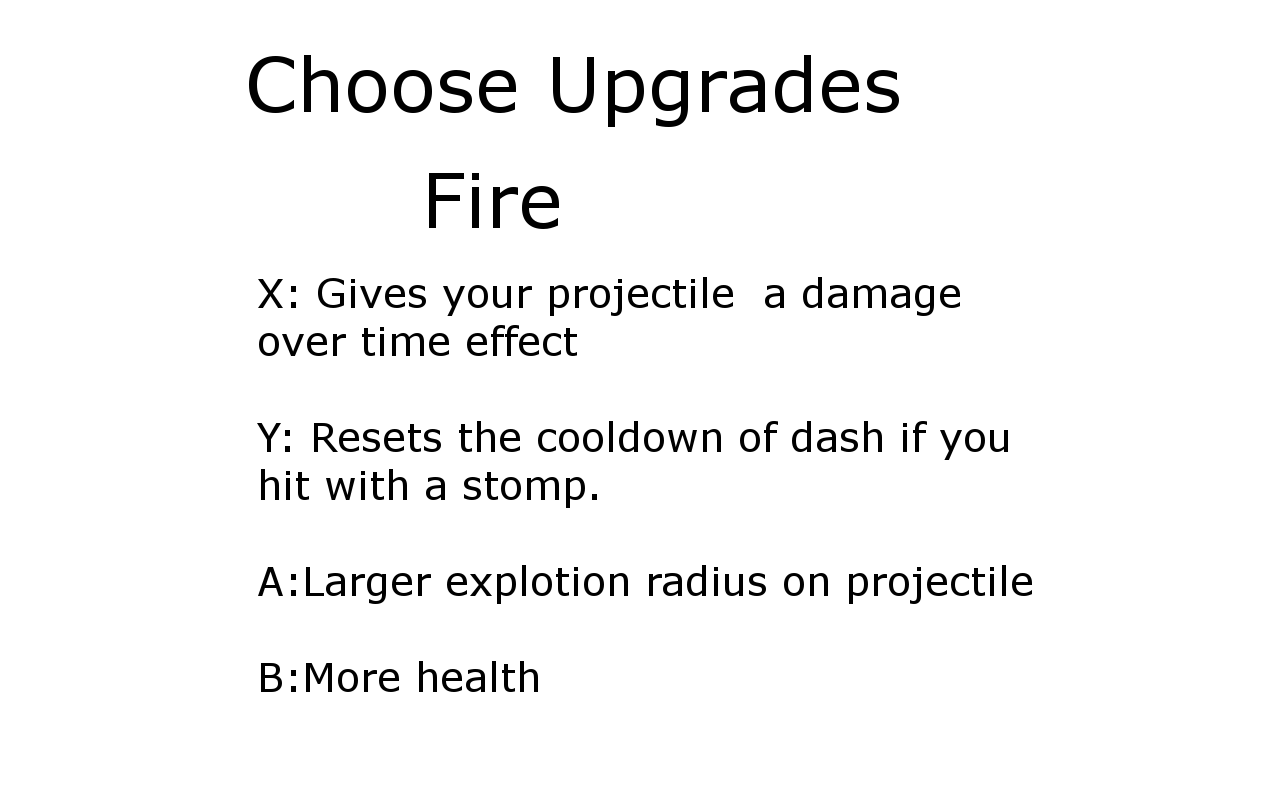 Choose Upgrades
Fire
X: Gives your projectile  a damage
over time effect
Y: Resets the cooldown of dash if you
hit with a stomp.
A:Larger explotion radius on projectile
B:More health